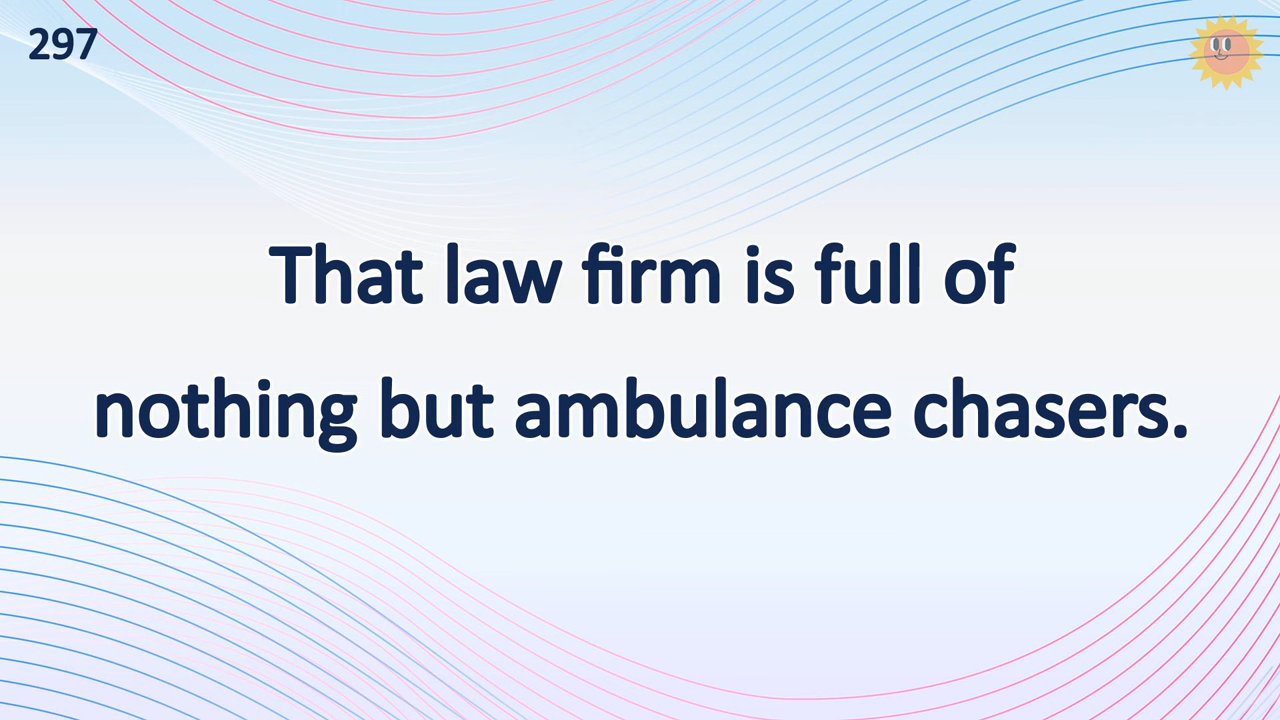 297
That law firm is full of
nothing but ambulance chasers.